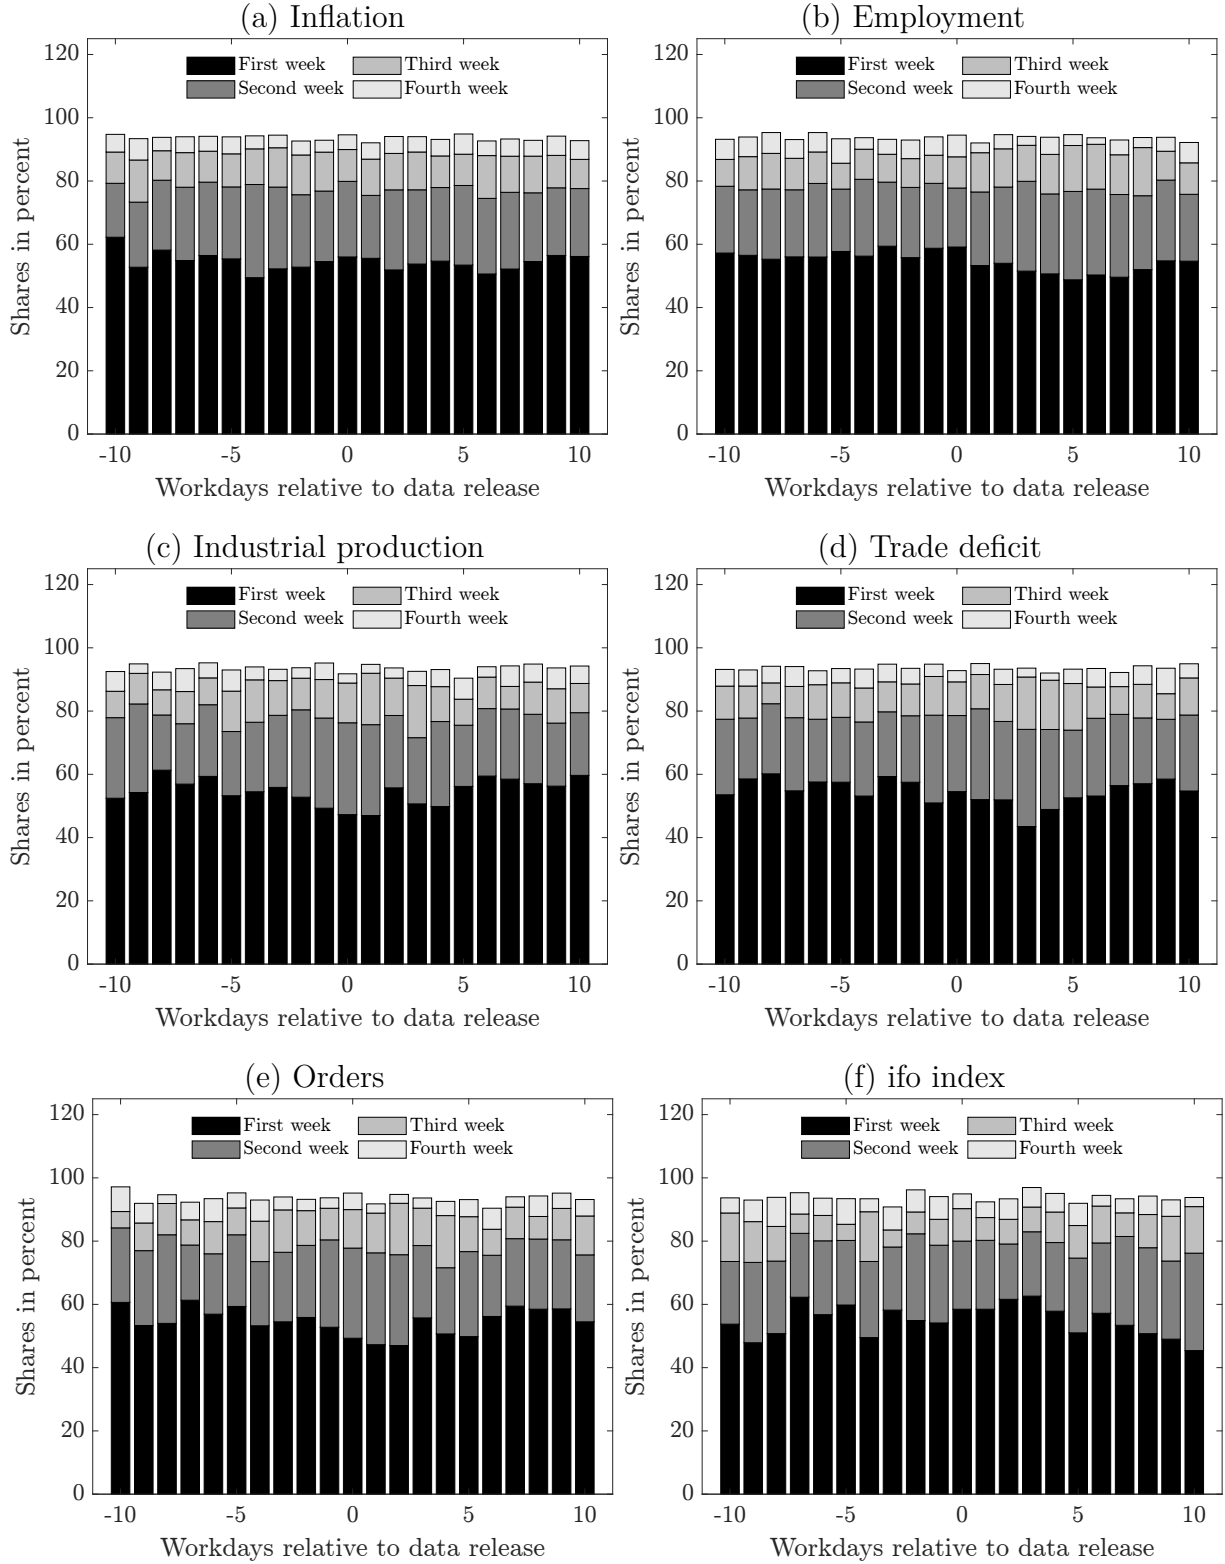 (a) Inflation
120
100
80
60
40
20
0
First week
Second week
Third week
Fourth week
Shares in percent
-10 -5 0 5 10
Workdays relative to data release
(b) Employment
120
100
80
60
40
20
0
First week
Second week
Third week
Fourth week
Shares in percent
-10 -5 0 5 10
Workdays relative to data release
(c) Industrial production
120
100
80
60
40
20
0
First week
Second week
Third week
Fourth week
Shares in percent
-10 -5 0 5 10
Workdays relative to data release
(d) Trade deficit
120
100
80
60
40
20
0
First week
Second week
Third week
Fourth week
Shares in percent
-10 -5 0 5 10
Workdays relative to data release
(e) Orders
120
100
80
60
40
20
0
First week
Second week
Third week
Fourth week
Shares in percent
-10 -5 0 5 10
Workdays relative to data release
(f) ifo index
120
100
80
60
40
20
0
First week
Second week
Third week
Fourth week
Shares in percent
-10 -5 0 5 10
Workdays relative to data release